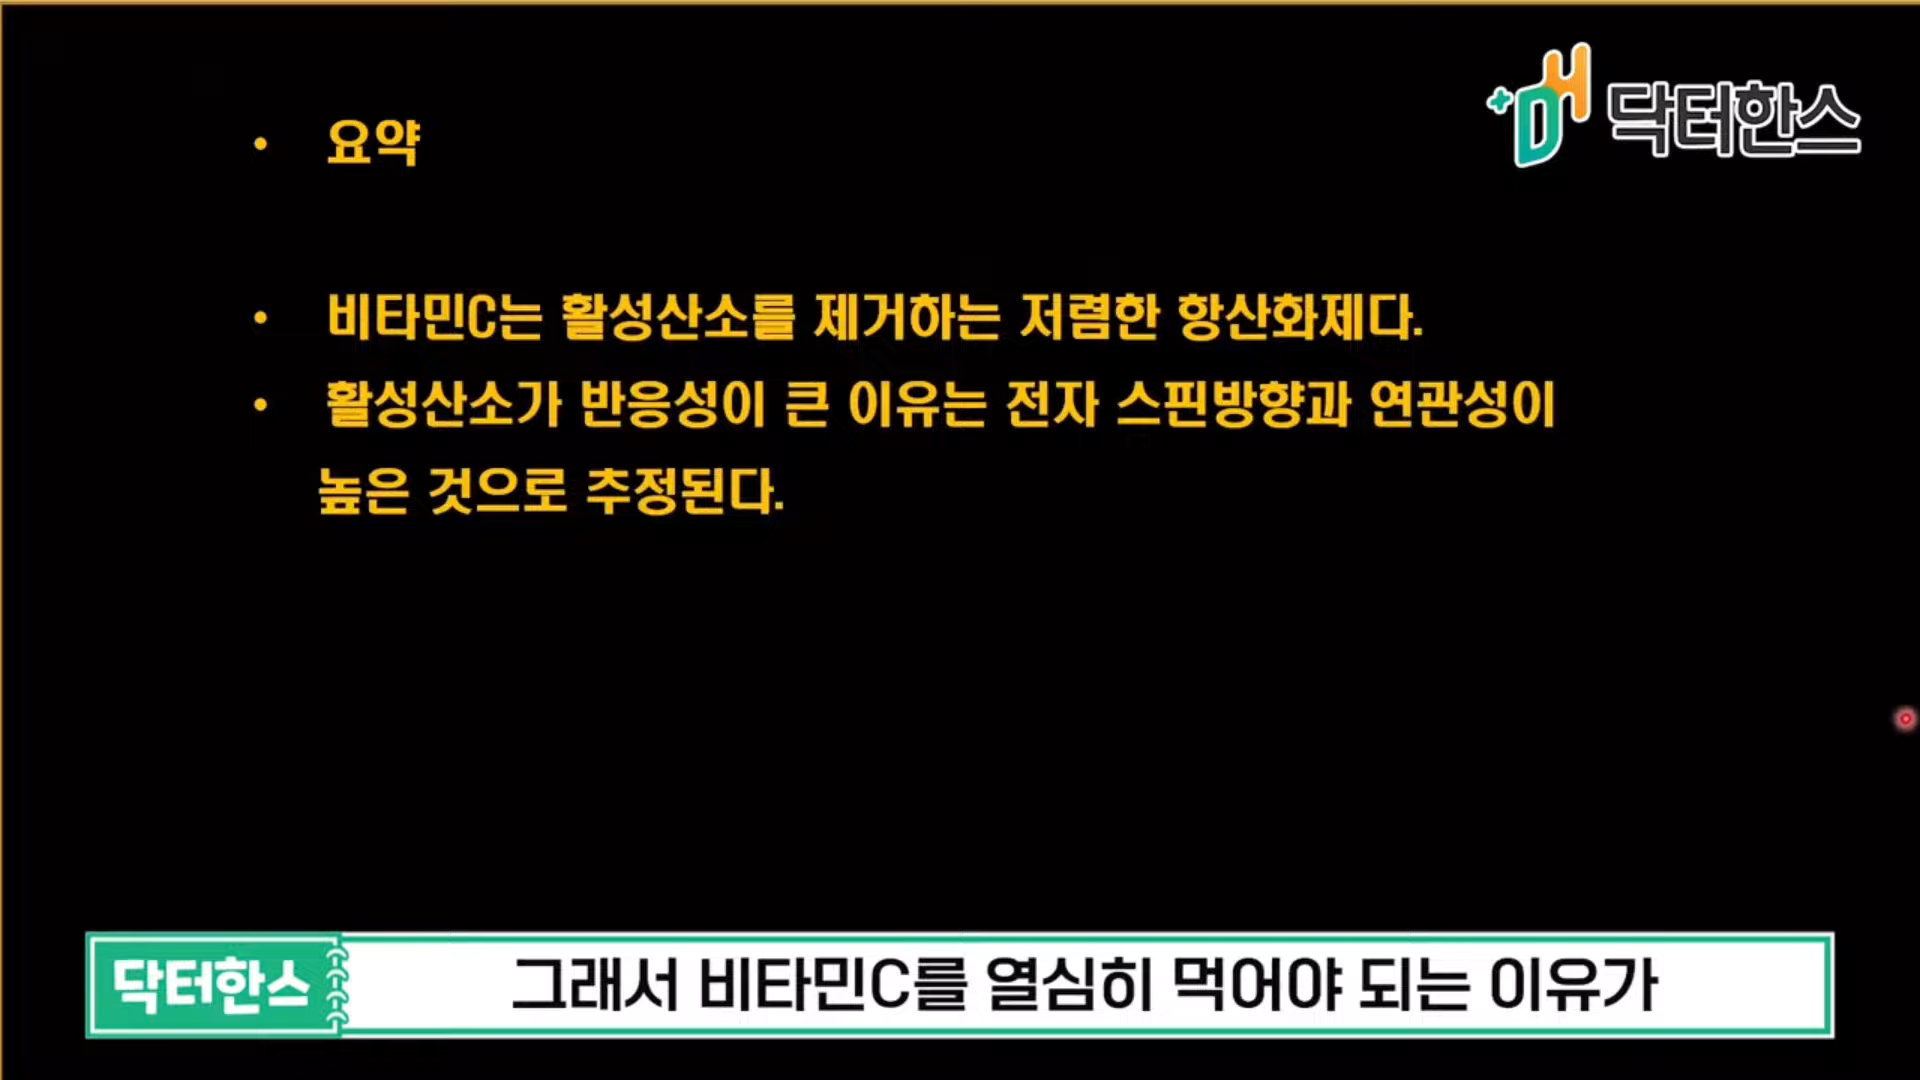 닥터한스
• 요약
• 비타민C는 활성산소를 제거하는 저렴한 항산화제다.
• 활성산소가 반응성이 큰 이유는 전자 스핀방향과 연관성이
높은 것으로 추정된다.
닥터한스
그래서 비타민C를 열심히 먹어야 되는 이유가